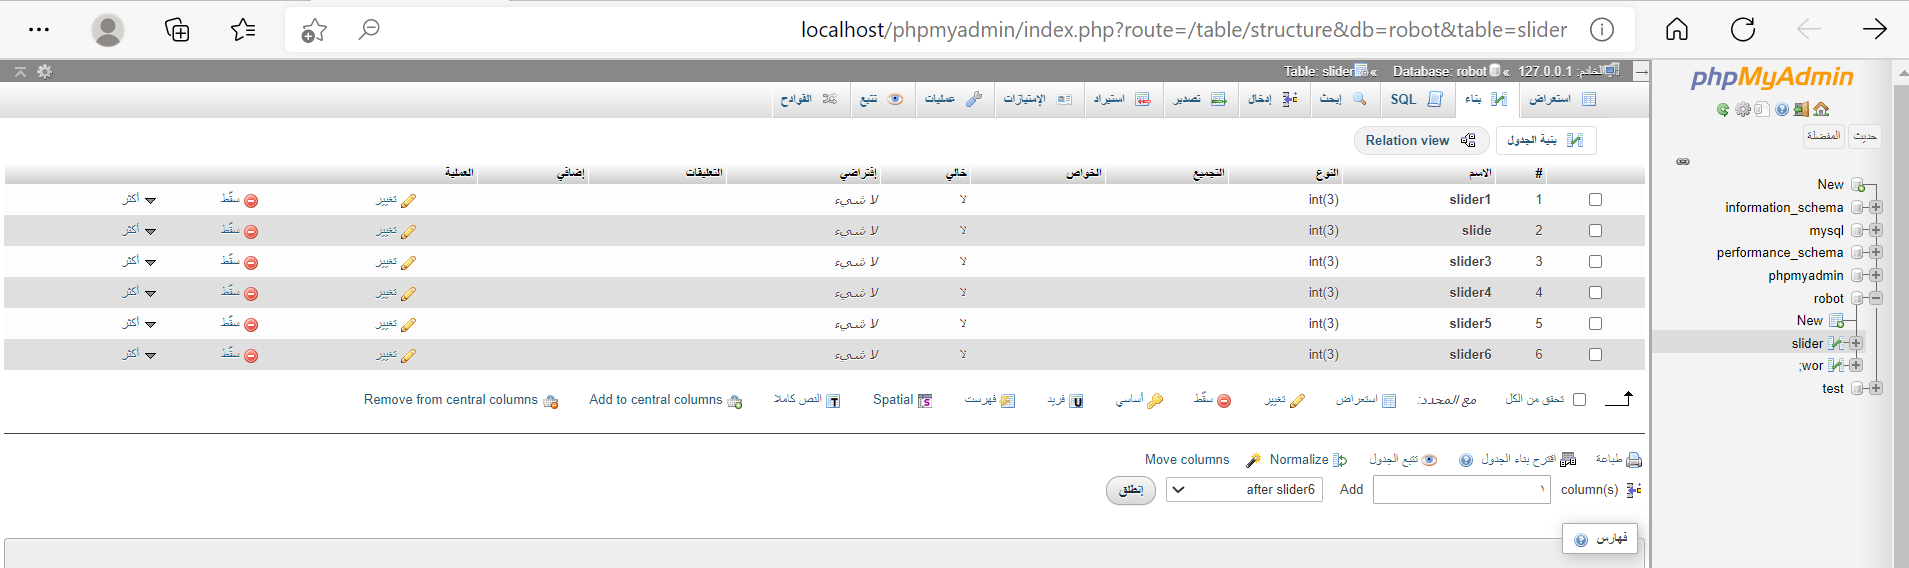 localhost/phpmyadmin/index.php?route=/table/structure&db=robot&table=slider
الخادم: 127.0.0.1 » Database: robot » Table: slider
استعراض بناء SQL إبحث إدخال تصدير استيراد الإمتيازات عمليات تتبع القوادح
بنية الجدول Relation view
# الاسم النوع التجميع الخواص خالي إفتراضي التعليقات إضافي العملية
1 slider1 int(3) لا لا شيء تغيير سقّط أكثر
2 slide int(3) لا لا شيء تغيير سقّط أكثر
3 slider3 int(3) لا لا شيء تغيير سقّط أكثر
4 slider4 int(3) لا لا شيء تغيير سقّط أكثر
5 slider5 int(3) لا لا شيء تغيير سقّط أكثر
6 slider6 int(3) لا لا شيء تغيير سقّط أكثر
تحقق من الكل مع المحدد: استعراض تغيير سقّط أساسي فريد فهرست Spatial النص كاملا Add to central columns Remove from central columns
طباعة اقترح بناء الجدول تتبع الجدول Normalize Move columns
column(s) ١ Add after slider6 إنطلق
فهارس
phpMyAdmin
حديث المفضلة
New
information_schema
mysql
performance_schema
phpmyadmin
robot
New
slider
;wor
test